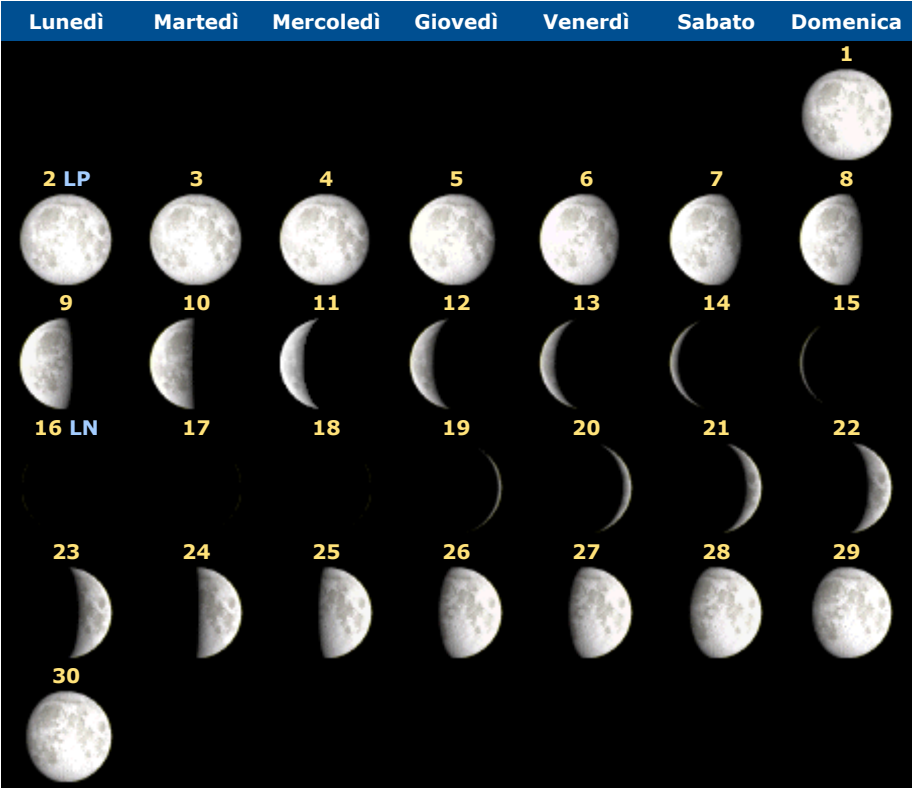 Lunedì Martedì Mercoledì Giovedì Venerdì Sabato Domenica
1
2 LP 3 4 5 6 7 8
9 10 11 12 13 14 15
16 LN 17 18 19 20 21 22
23 24 25 26 27 28 29
30